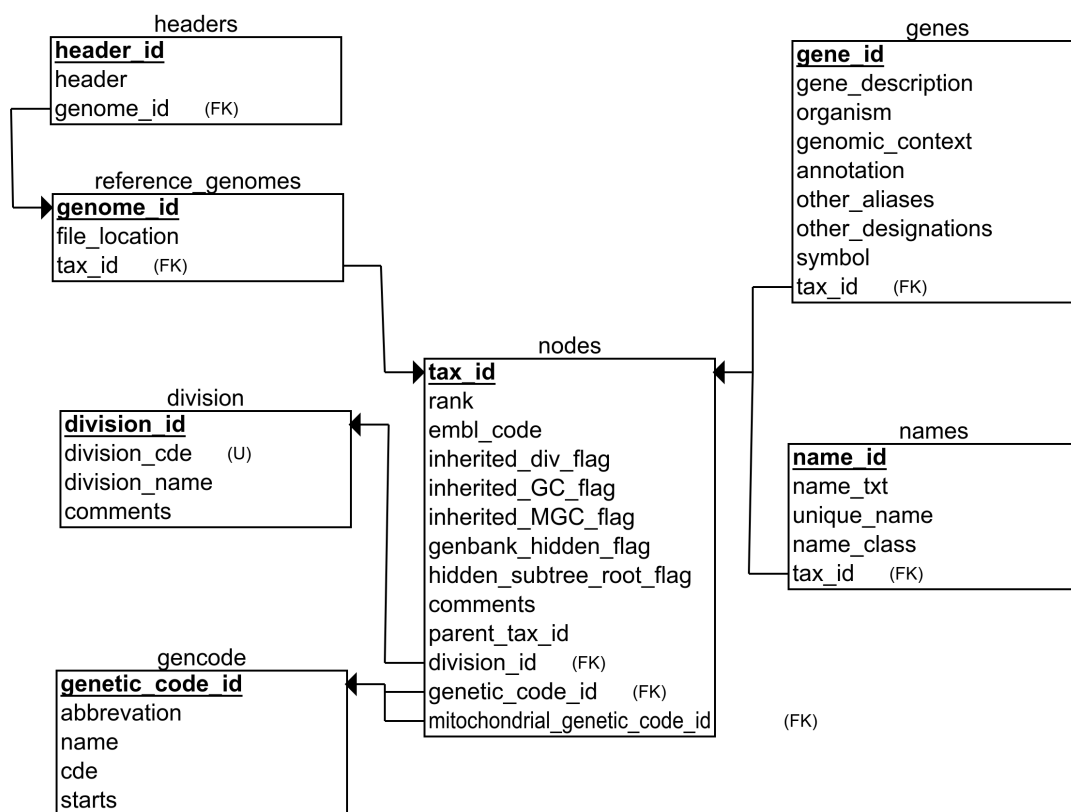 headers
header_id
header
genome_id (FK)
reference_genomes
genome_id
file_location
tax_id (FK)
division
division_id
division_cde (U)
division_name
comments
gencode
genetic_code_id
abbrevation
name
cde
starts
nodes
tax_id
rank
embl_code
inherited_div_flag
inherited_GC_flag
inherited_MGC_flag
genbank_hidden_flag
hidden_subtree_root_flag
comments
parent_tax_id
division_id (FK)
genetic_code_id (FK)
mitochondrial_genetic_code_id (FK)
genes
gene_id
gene_description
organism
genomic_context
annotation
other_aliases
other_designations
symbol
tax_id (FK)
names
name_id
name_txt
unique_name
name_class
tax_id (FK)